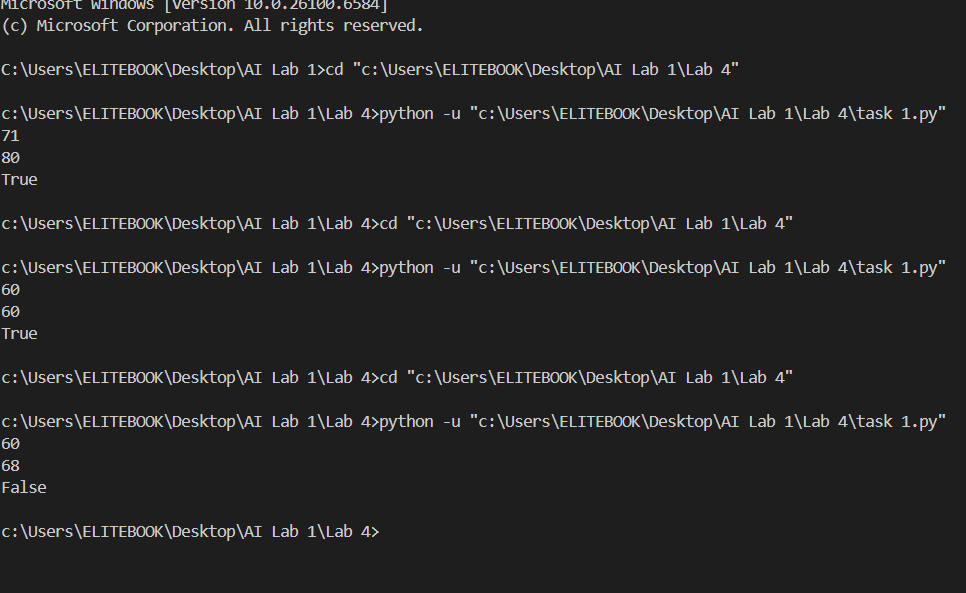 Microsoft Windows [Version 10.0.26100.6584]
(c) Microsoft Corporation. All rights reserved.
C:\Users\ELITEBOOK\Desktop\AI Lab 1>cd "c:\Users\ELITEBOOK\Desktop\AI Lab 1\Lab 4"
c:\Users\ELITEBOOK\Desktop\AI Lab 1\Lab 4>python -u "c:\Users\ELITEBOOK\Desktop\AI Lab 1\Lab 4\task 1.py"
71
80
True
c:\Users\ELITEBOOK\Desktop\AI Lab 1\Lab 4>cd "c:\Users\ELITEBOOK\Desktop\AI Lab 1\Lab 4"
c:\Users\ELITEBOOK\Desktop\AI Lab 1\Lab 4>python -u "c:\Users\ELITEBOOK\Desktop\AI Lab 1\Lab 4\task 1.py"
60
60
True
c:\Users\ELITEBOOK\Desktop\AI Lab 1\Lab 4>cd "c:\Users\ELITEBOOK\Desktop\AI Lab 1\Lab 4"
c:\Users\ELITEBOOK\Desktop\AI Lab 1\Lab 4>python -u "c:\Users\ELITEBOOK\Desktop\AI Lab 1\Lab 4\task 1.py"
60
68
False
c:\Users\ELITEBOOK\Desktop\AI Lab 1\Lab 4>